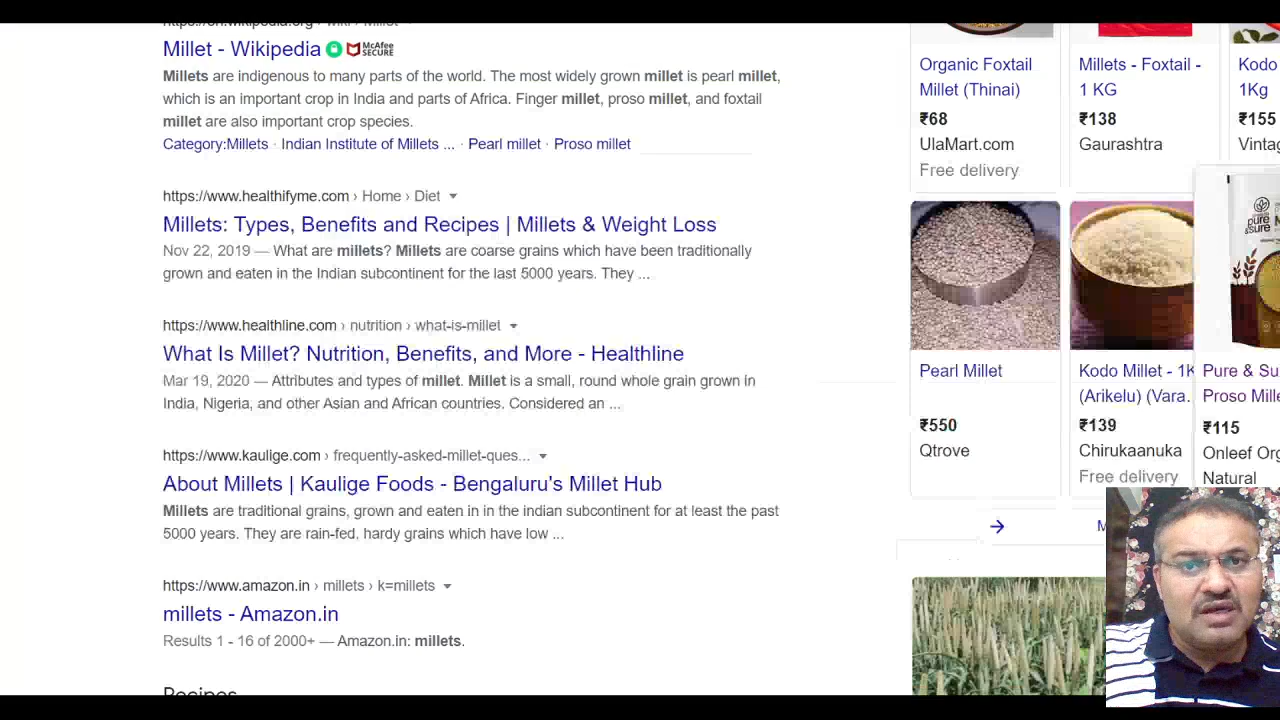 https://en.wikipedia.org › wiki › Millet
Millet - Wikipedia McAfee SECURE
Millets are indigenous to many parts of the world. The most widely grown millet is pearl millet,
which is an important crop in India and parts of Africa. Finger millet, proso millet, and foxtail
millet are also important crop species.
Category:Millets · Indian Institute of Millets ... · Pearl millet · Proso millet
https://www.healthifyme.com › Home › Diet
Millets: Types, Benefits and Recipes | Millets & Weight Loss
Nov 22, 2019 — What are millets? Millets are coarse grains which have been traditionally
grown and eaten in the Indian subcontinent for the last 5000 years. They ...
https://www.healthline.com › nutrition › what-is-millet
What Is Millet? Nutrition, Benefits, and More - Healthline
Mar 19, 2020 — Attributes and types of millet. Millet is a small, round whole grain grown in
India, Nigeria, and other Asian and African countries. Considered an ...
https://www.kaulige.com › frequently-asked-millet-ques...
About Millets | Kaulige Foods - Bengaluru's Millet Hub
Millets are traditional grains, grown and eaten in in the indian subcontinent for at least the past
5000 years. They are rain-fed, hardy grains which have low ...
https://www.amazon.in › millets › k=millets
millets - Amazon.in
Results 1 - 16 of 2000+ — Amazon.in: millets.
Recipes
Organic Foxtail
Millet (Thinai)
₹68
UlaMart.com
Free delivery
Millets - Foxtail -
1 KG
₹138
Gaurashtra
Kodo
1Kg
₹155
Vintag
Pearl Millet
₹550
Qtrove
Kodo Millet - 1K
(Arikelu) (Vara.
₹139
Chirukaanuka
Free delivery
pure
&sure
Pure & Su
Proso Mille
₹115
Onleef Org
Natural
M